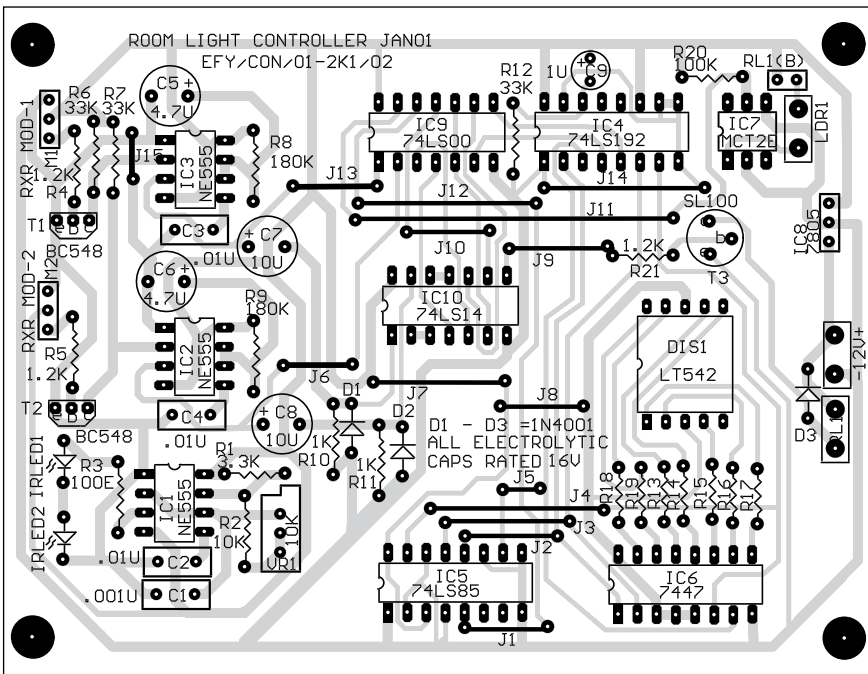 ROOM LIGHT CONTROLLER JAN01
EFY/CON/01-2K1/02
RXR MOD-1
M1
R6
33K
R7
33K
C5 +
4.7U
J15
1.2K
R4
IC3
NE555
R8
180K
T1
e B c
BC548
C3
.01U
+ C7
10U
RXR MOD-2
M2
C6 +
4.7U
R5
1.2K
IC2
NE555
R9
180K
T2
e B c
BC548
C4
.01U
+ C8
10U
J6
D1
D2
R10
1K
R11
1K
IRLED1
IRLED2
R3
100E
IC1
NE555
R1
3.3K
R2
10K
10K
VR1
C2
.01U
C1
.001U
IC9
74LS00
R12
33K
+ C9
1U
IC4
74LS192
R20
100K
RL1(B)
IC7
MCT2E
LDR1
J13
J12
J14
J11
J10
J9
SL100
b
T3
1.2K
R21
IC8
7805
IC10
74LS14
DIS1
LT542
J7
J8
-12V+
D3
RL1
D1 - D3 =1N4001
ALL ELECTROLYTIC
CAPS RATED 16V
J5
J4
J3
J2
R18
R19
R13
R14
R15
R16
R17
IC5
74LS85
IC6
7447
J1